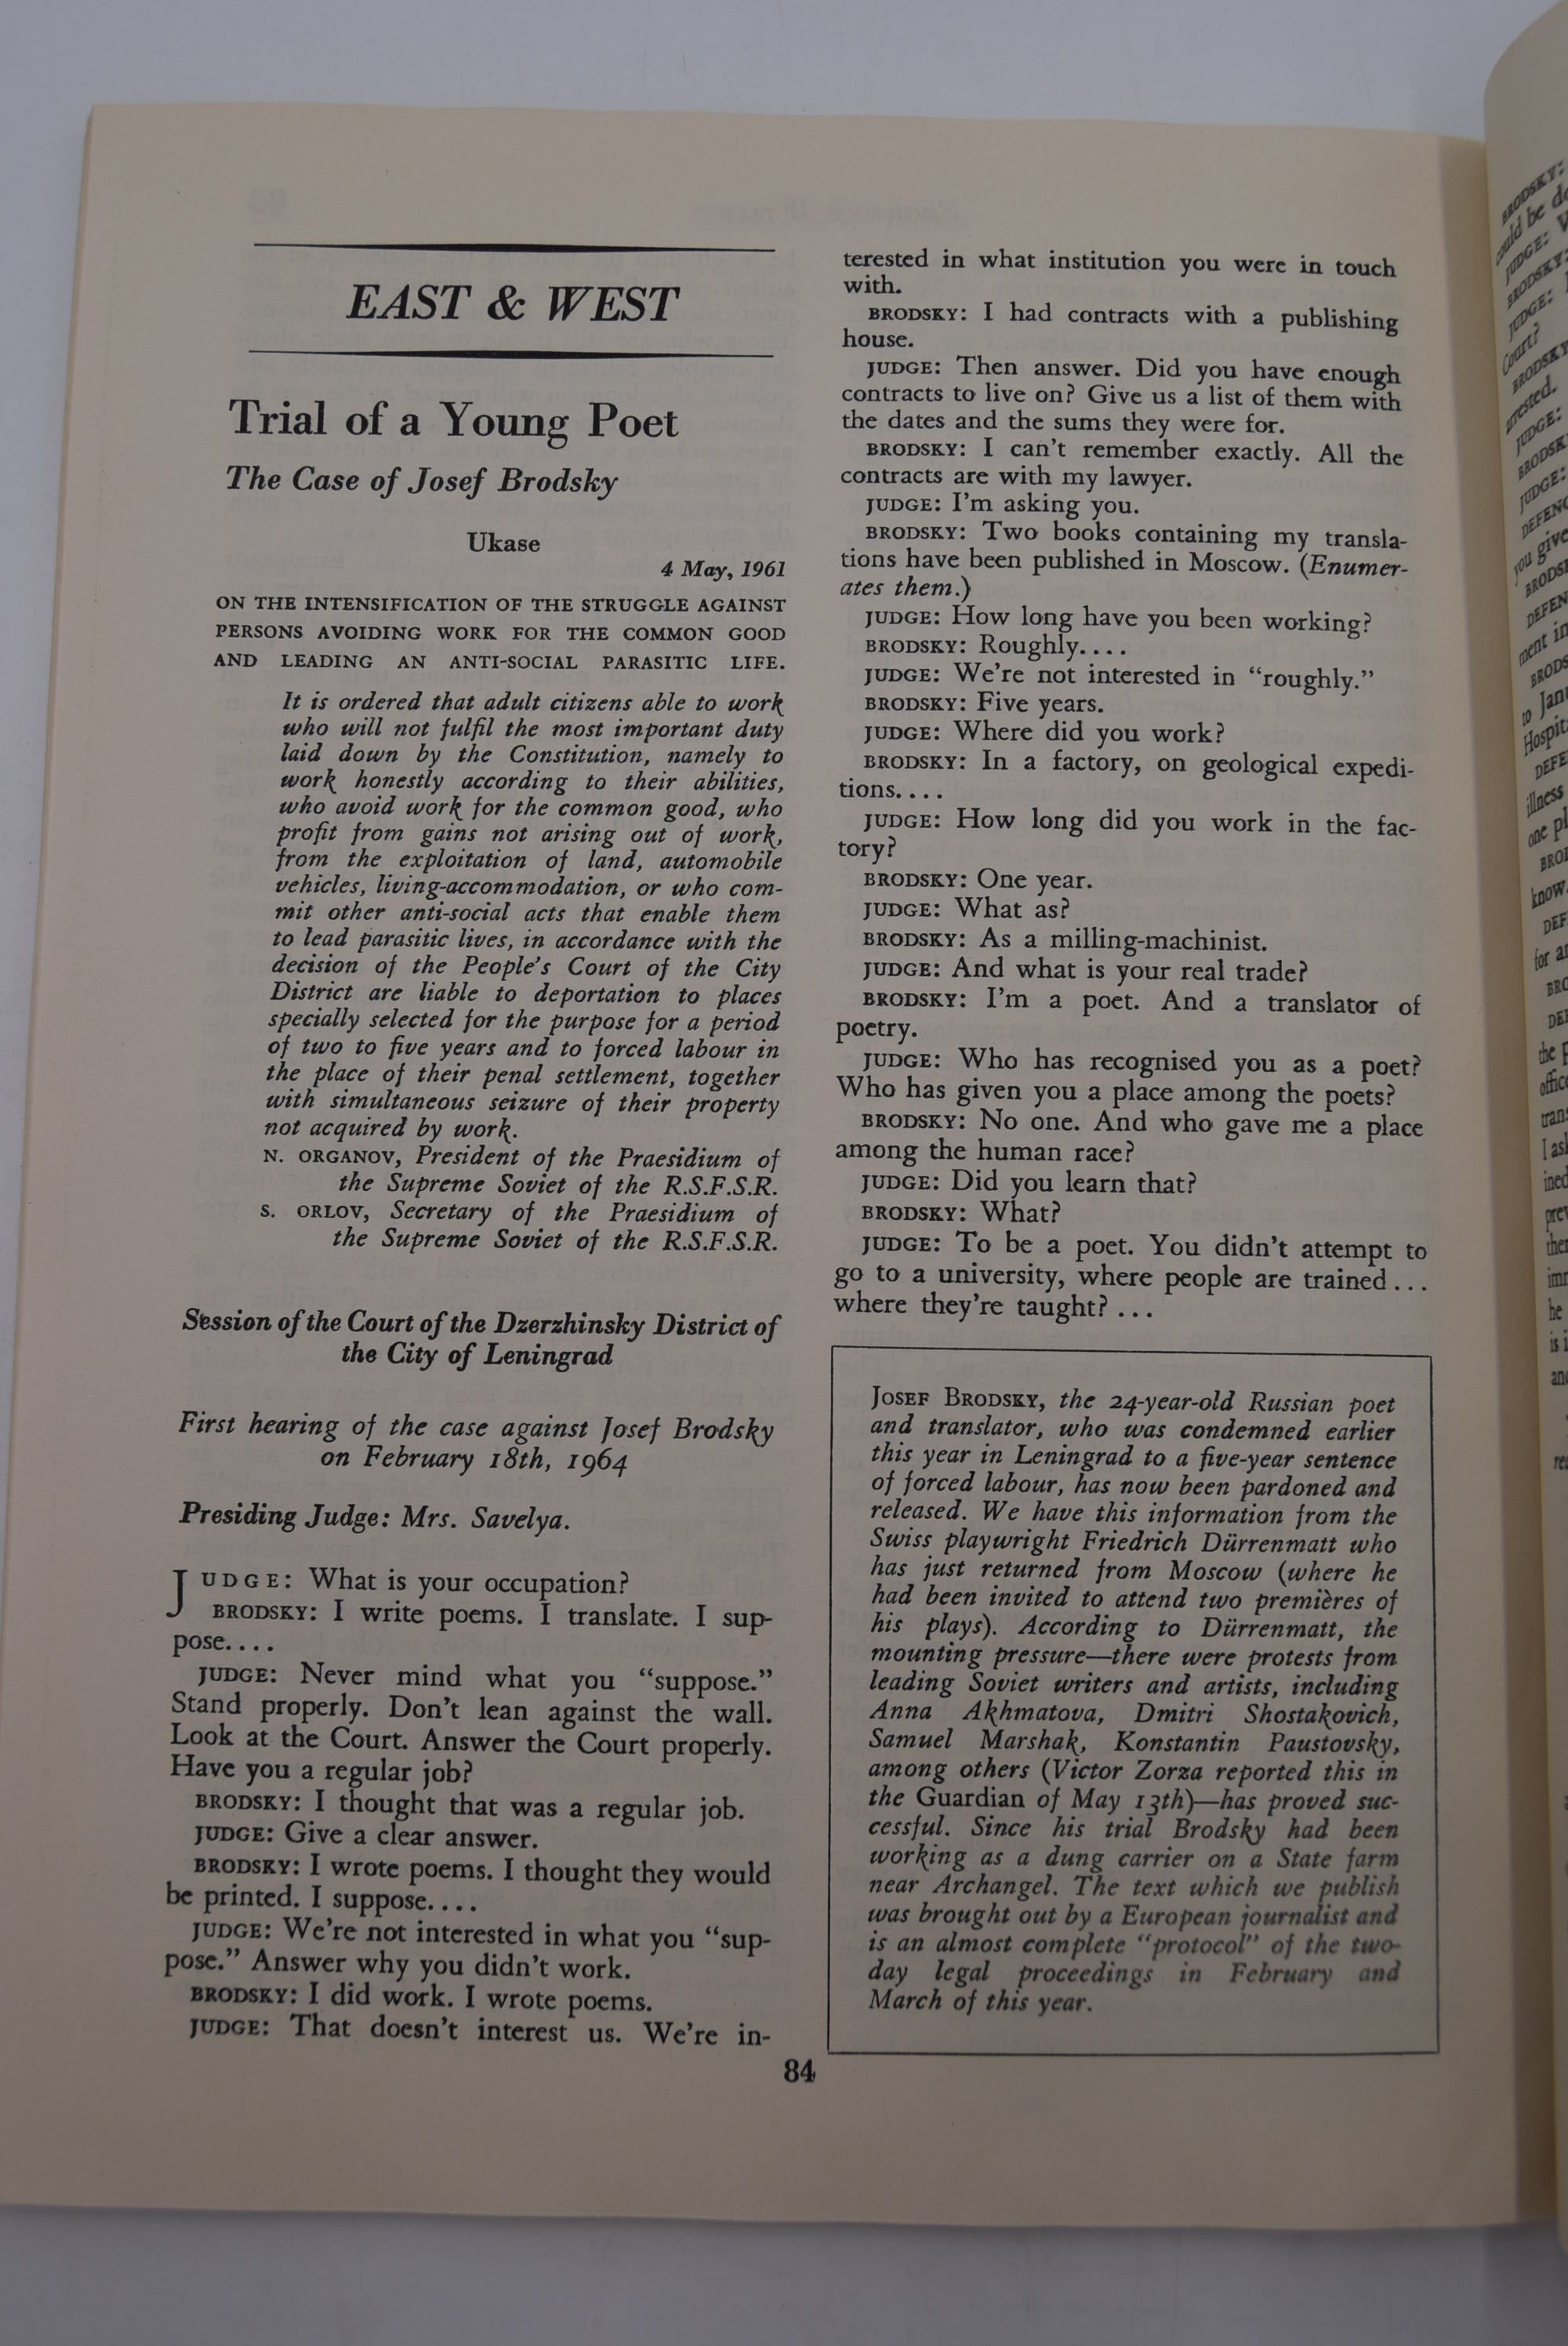 EAST & WEST
Trial of a Young Poet
The Case of Josef Brodsky
Ukase
4 May, 1961
ON THE INTENSIFICATION OF THE STRUGGLE AGAINST
PERSONS AVOIDING WORK FOR THE COMMON GOOD
AND LEADING AN ANTI-SOCIAL PARASITIC LIFE.
It is ordered that adult citizens able to work
who will not fulfil the most important duty
laid down by the Constitution, namely to
work honestly according to their abilities,
who avoid work for the common good, who
profit from gains not arising out of work,
from the exploitation of land, automobile
vehicles, living-accommodation, or who com-
mit other anti-social acts that enable them
to lead parasitic lives, in accordance with the
decision of the People's Court of the City
District are liable to deportation to places
specially selected for the purpose for a period
of two to five years and to forced labour in
the place of their penal settlement, together
with simultaneous seizure of their property
not acquired by work.
N. ORGANOV, President of the Praesidium of
the Supreme Soviet of the R.S.F.S.R.
S. ORLOV, Secretary of the Praesidium of
the Supreme Soviet of the R.S.F.S.R.
Session of the Court of the Dzerzhinsky District of
the City of Leningrad
First hearing of the case against Josef Brodsky
on February 18th, 1964
Presiding Judge: Mrs. Savelya.
JUDGE: What is your occupation?
BRODSKY: I write poems. I translate. I sup-
pose....
JUDGE: Never mind what you "suppose."
Stand properly. Don't lean against the wall.
Look at the Court. Answer the Court properly.
Have you a regular job?
BRODSKY: I thought that was a regular job.
JUDGE: Give a clear answer.
BRODSKY: I wrote poems. I thought they would
be printed. I suppose....
JUDGE: We're not interested in what you "sup-
pose." Answer why you didn't work.
BRODSKY: I did work. I wrote poems.
JUDGE: That doesn't interest us. We're in-
terested in what institution you were in touch
with.
BRODSKY: I had contracts with a publishing
house.
JUDGE: Then answer. Did you have enough
contracts to live on? Give us a list of them with
the dates and the sums they were for.
BRODSKY: I can't remember exactly. All the
contracts are with my lawyer.
JUDGE: I'm asking you.
BRODSKY: Two books containing my transla-
tions have been published in Moscow. (Enumer-
ates them.)
JUDGE: How long have you been working?
BRODSKY: Roughly....
JUDGE: We're not interested in "roughly."
BRODSKY: Five years.
JUDGE: Where did you work?
BRODSKY: In a factory, on geological expedi-
tions....
JUDGE: How long did you work in the fac-
tory?
BRODSKY: One year.
JUDGE: What as?
BRODSKY: As a milling-machinist.
JUDGE: And what is your real trade?
BRODSKY: I'm a poet. And a translator of
poetry.
JUDGE: Who has recognised you as a poet?
Who has given you a place among the poets?
BRODSKY: No one. And who gave me a place
among the human race?
JUDGE: Did you learn that?
BRODSKY: What?
JUDGE: To be a poet. You didn't attempt to
go to a university, where people are trained...
where they're taught?...
JOSEF BRODSKY, the 24-year-old Russian poet
and translator, who was condemned earlier
this year in Leningrad to a five-year sentence
of forced labour, has now been pardoned and
released. We have this information from the
Swiss playwright Friedrich Dürrenmatt who
has just returned from Moscow (where he
had been invited to attend two premières of
his plays). According to Dürrenmatt, the
mounting pressure—there were protests from
leading Soviet writers and artists, including
Anna Akhmatova, Dmitri Shostakovich,
Samuel Marshak, Konstantin Paustovsky,
among others (Victor Zorza reported this in
the Guardian of May 13th)—has proved suc-
cessful. Since his trial Brodsky had been
working as a dung carrier on a State farm
near Archangel. The text which we publish
was brought out by a European journalist and
is an almost complete "protocol" of the two-
day legal proceedings in February and
March of this year.
84